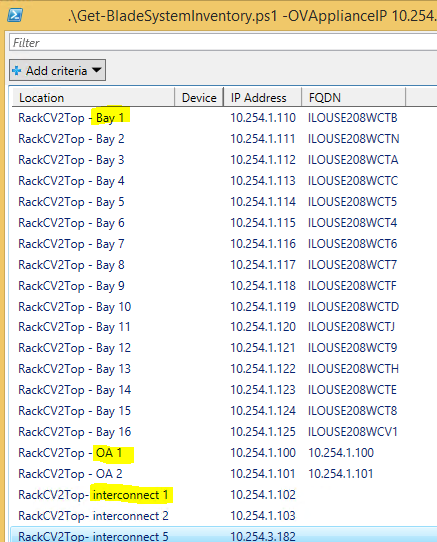 .\Get-BladeSystemInventory.ps1 -OVApplianceIP 10.254.
Filter
Add criteria
Location Device IP Address FQDN
RackCV2Top - Bay 1 10.254.1.110 ILOUSE208WCTB
RackCV2Top - Bay 2 10.254.1.111 ILOUSE208WCTN
RackCV2Top - Bay 3 10.254.1.112 ILOUSE208WCTA
RackCV2Top - Bay 4 10.254.1.113 ILOUSE208WCTC
RackCV2Top - Bay 5 10.254.1.114 ILOUSE208WCT5
RackCV2Top - Bay 6 10.254.1.115 ILOUSE208WCT4
RackCV2Top - Bay 7 10.254.1.116 ILOUSE208WCT6
RackCV2Top - Bay 8 10.254.1.117 ILOUSE208WCT7
RackCV2Top - Bay 9 10.254.1.118 ILOUSE208WCTF
RackCV2Top - Bay 10 10.254.1.119 ILOUSE208WCTD
RackCV2Top - Bay 11 10.254.1.120 ILOUSE208WCTJ
RackCV2Top - Bay 12 10.254.1.121 ILOUSE208WCT9
RackCV2Top - Bay 13 10.254.1.122 ILOUSE208WCTH
RackCV2Top - Bay 14 10.254.1.123 ILOUSE208WCTE
RackCV2Top - Bay 15 10.254.1.124 ILOUSE208WCT8
RackCV2Top - Bay 16 10.254.1.125 ILOUSE208WCV1
RackCV2Top - OA 1 10.254.1.100 10.254.1.100
RackCV2Top - OA 2 10.254.1.101 10.254.1.101
RackCV2Top- interconnect 1 10.254.1.102
RackCV2Top- interconnect 2 10.254.1.103
RackCV2Top- interconnect 5 10.254.3.182